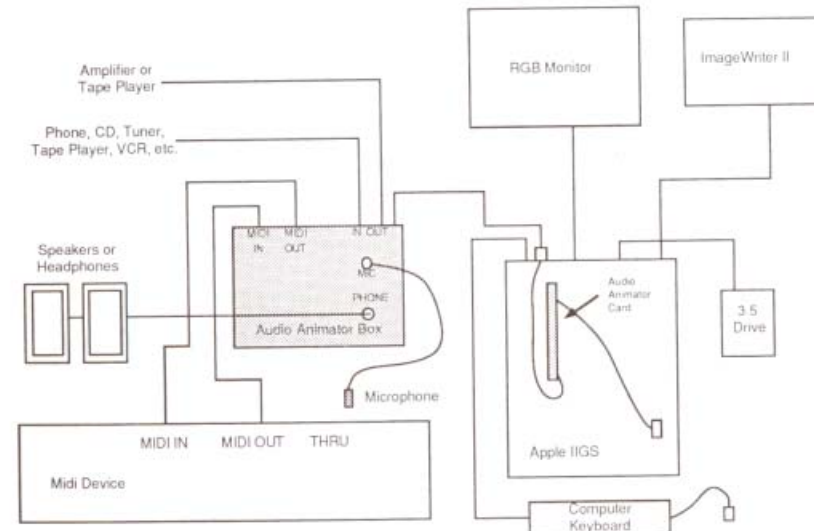 Amplifier or
Tape Player
Phone, CD, Tuner,
Tape Player, VCR, etc.
RGB Monitor
ImageWriter II
MIDI
IN
MIDI
OUT
IN OUT
MIC
PHONE
Audio Animator Box
Speakers or
Headphones
Microphone
Audio
Animator
Card
3.5
Drive
Apple IIGS
MIDI IN MIDI OUT THRU
Midi Device
Computer
Keyboard